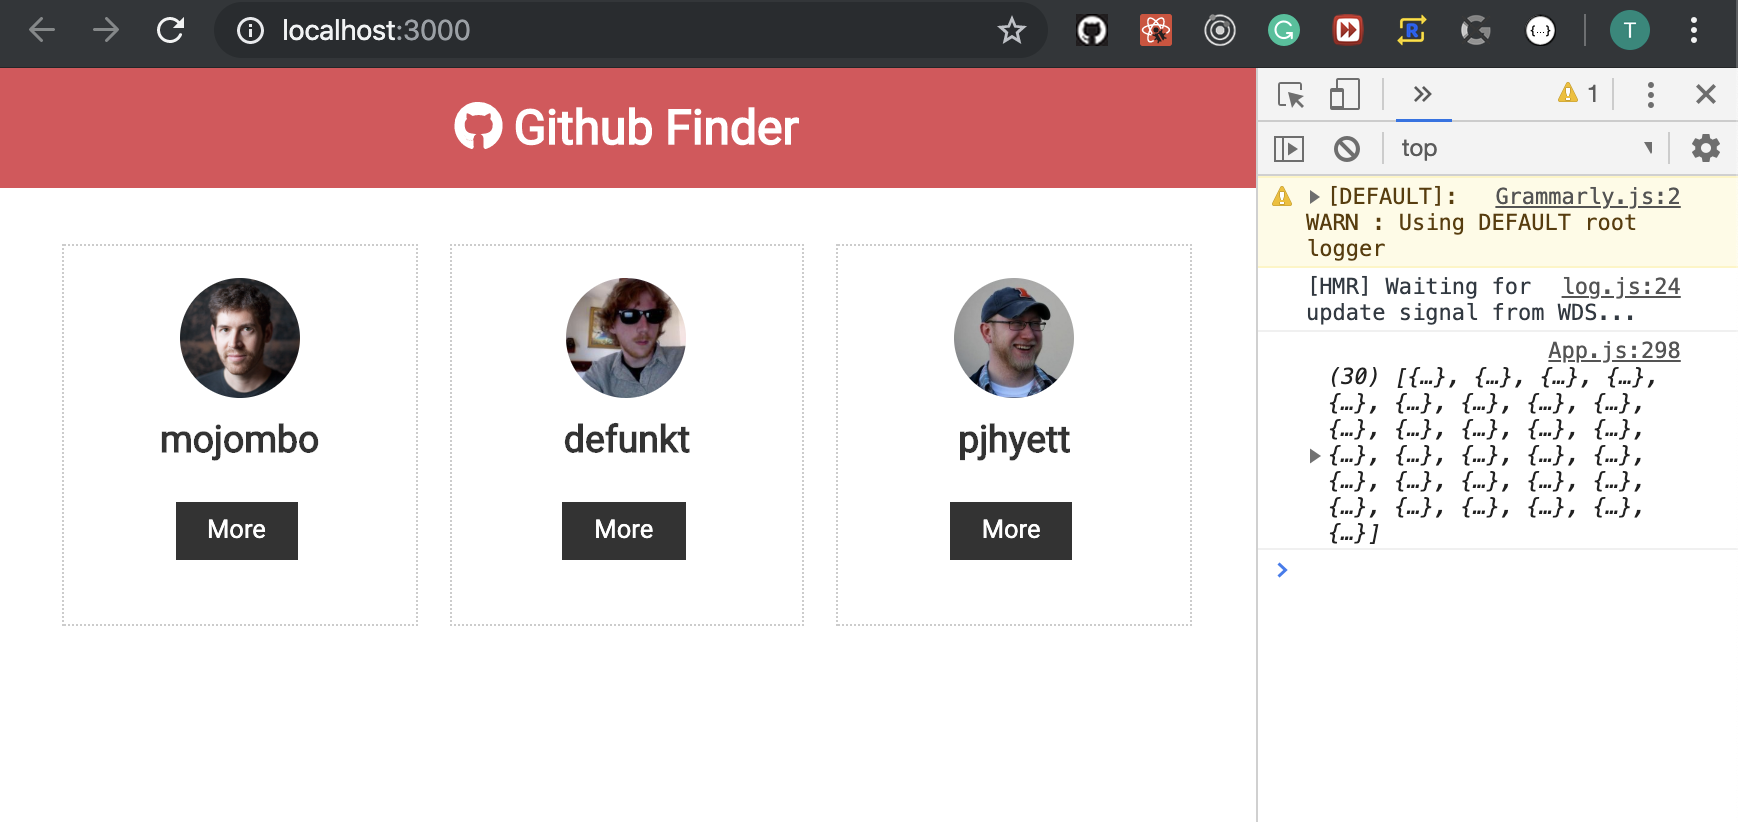 localhost:3000
T
Github Finder
mojombo
defunkt
pjhyett
More
More
More
1
top
[DEFAULT]: Grammarly.js:2
WARN : Using DEFAULT root
logger
[HMR] Waiting for log.js:24
update signal from WDS...
App.js:298
(30) [{…}, {…}, {…}, {…},
{…}, {…}, {…}, {…}, {…},
{…}, {…}, {…}, {…}, {…},
{…}, {…}, {…}, {…}, {…},
{…}, {…}, {…}, {…}, {…},
{…}, {…}, {…}, {…}, {…},
{…}]